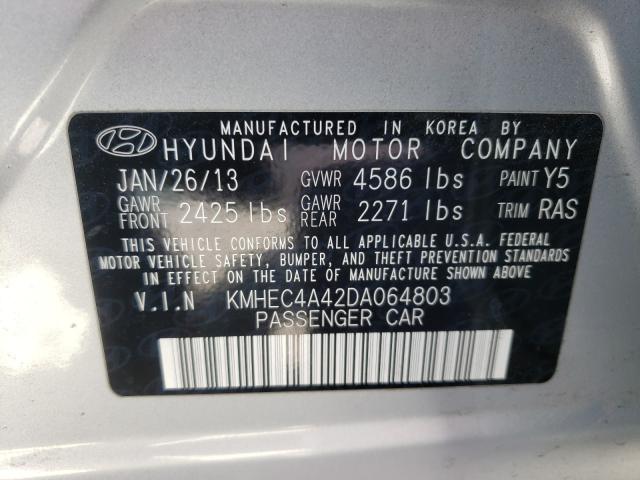 MANUFACTURED IN KOREA BY
HYUNDAI MOTOR COMPANY
JAN/26/13 GVWR 4586 lbs PAINT Y5
GAWR FRONT 2425 lbs GAWR REAR 2271 lbs TRIM RAS
THIS VEHICLE CONFORMS TO ALL APPLICABLE U.S.A. FEDERAL
MOTOR VEHICLE SAFETY, BUMPER, AND THEFT PREVENTION STANDARDS
IN EFFECT ON THE DATE OF MANUFACTURE SHOWN ABOVE.
V.I.N KMHEC4A42DA064803
PASSENGER CAR